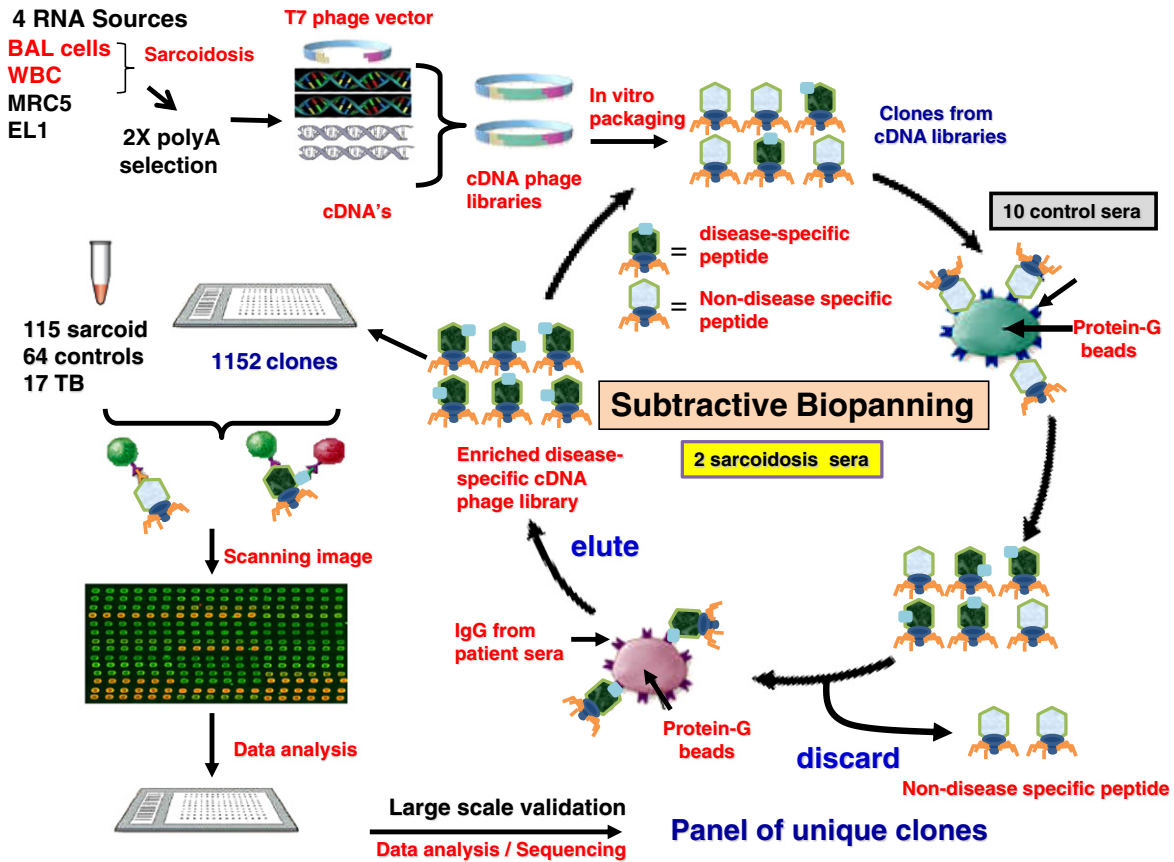 4 RNA Sources
BAL cells
WBC
Sarcoidosis
MRC5
EL1
2X polyA
selection
T7 phage vector
cDNA's
cDNA phage
libraries
In vitro
packaging
Clones from
cDNA libraries
10 control sera
Protein-G
beads
= disease-specific
peptide
= Non-disease specific
peptide
Subtractive Biopanning
2 sarcoidosis sera
discard
Non-disease specific peptide
IgG from
patient sera
Protein-G
beads
elute
Enriched disease-
specific cDNA
phage library
1152 clones
115 sarcoid
64 controls
17 TB
Scanning image
Data analysis
Large scale validation
Data analysis / Sequencing
Panel of unique clones